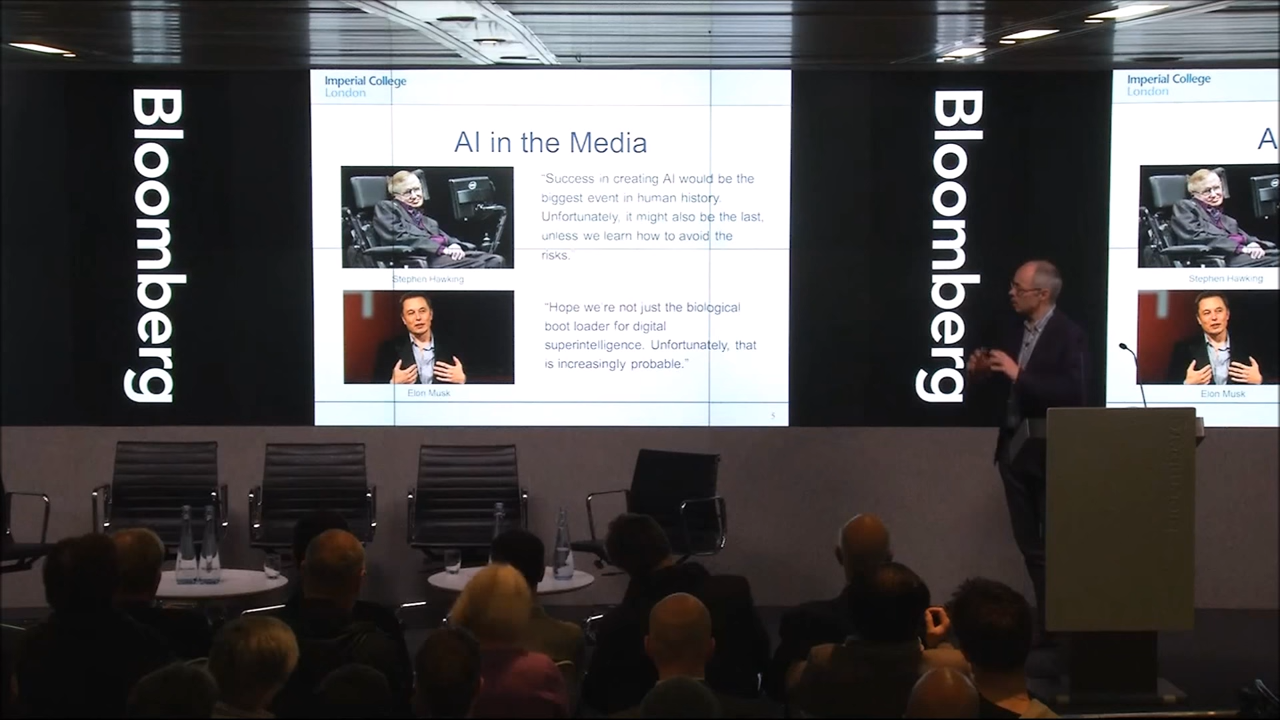 Bloomberg
Imperial College
London
AI in the Media
"Success in creating AI would be the
biggest event in human history.
Unfortunately, it might also be the last,
unless we learn how to avoid the
risks.
Stephen Hawking
"Hope we're not just the biological
boot loader for digital
superintelligence. Unfortunately, that
is increasingly probable."
Elon Musk
5
Bloomberg
Imperial College
London
A
Stephen Hawking
Elon Musk